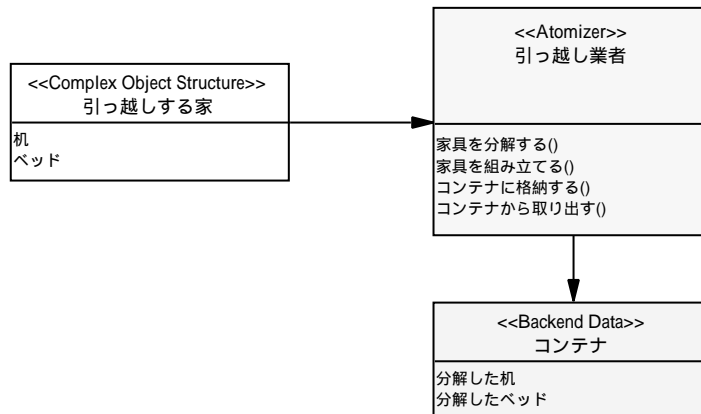 <<Complex Object Structure>>
引っ越しする家
机
ベッド
<<Atomizer>>
引っ越し業者
家具を分解する()
家具を組み立てる()
コンテナに格納する()
コンテナから取り出す()
<<Backend Data>>
コンテナ
分解した机
分解したベッド